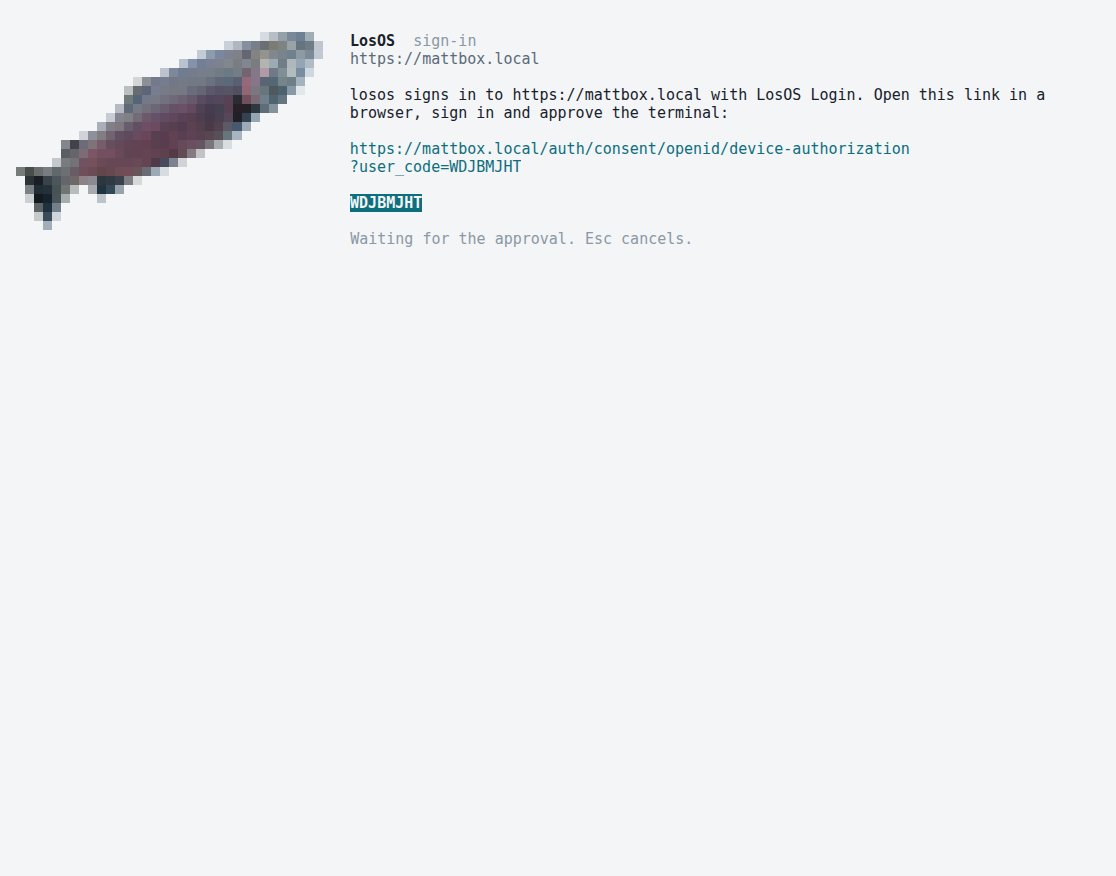 LosOS sign-in
https://mattbox.local
losos signs in to https://mattbox.local with LosOS Login. Open this link in a
browser, sign in and approve the terminal:
https://mattbox.local/auth/consent/openid/device-authorization
?user_code=WDJBMJHT
WDJBMJHT
Waiting for the approval. Esc cancels.